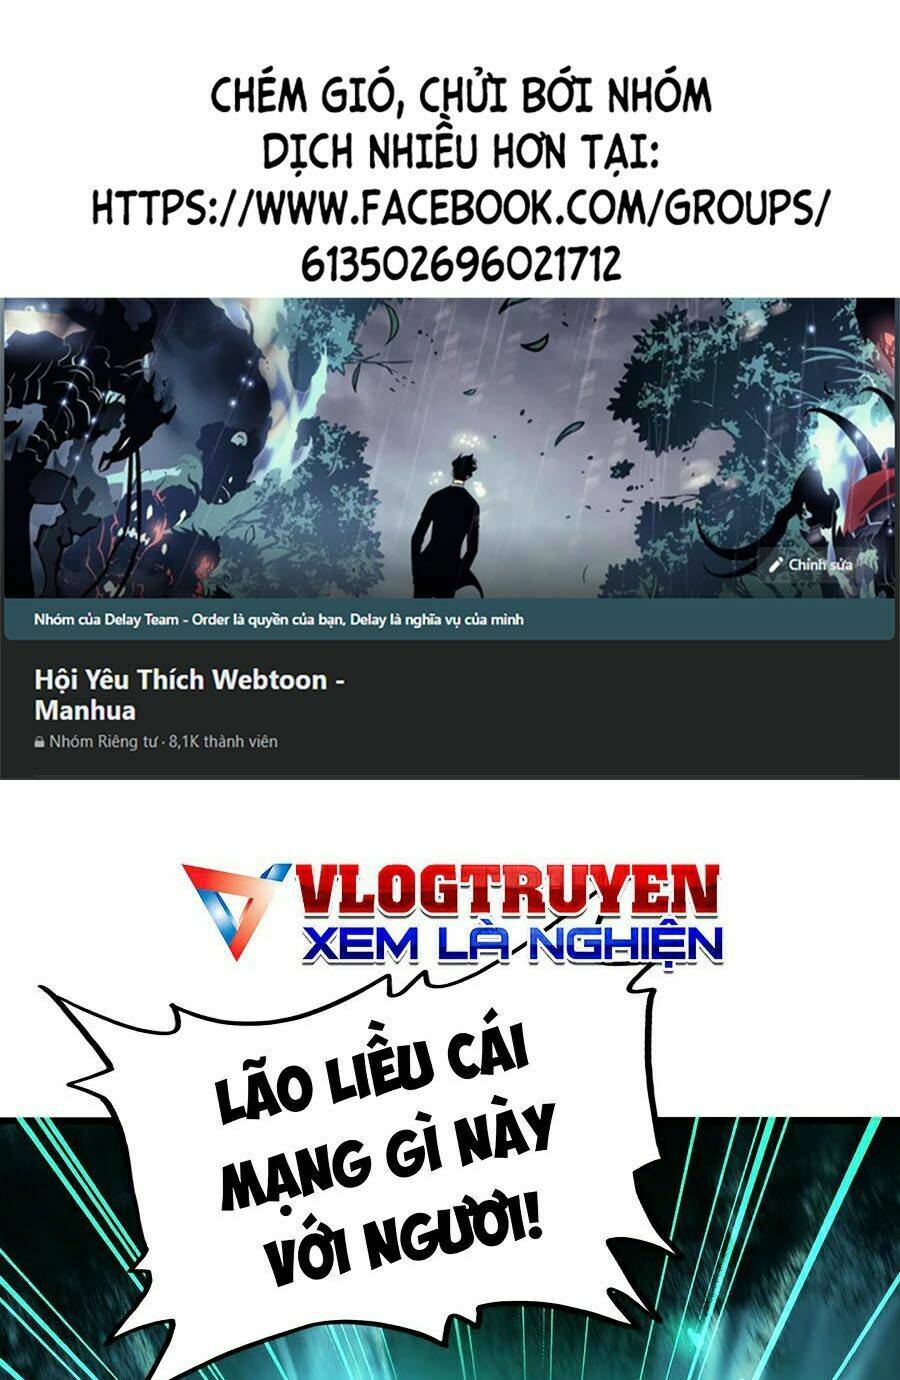 CHÉM GIÓ, CHỬI BỚI NHÓM
DỊCH NHIỀU HƠN TẠI:
HTTPS://WWW.FACEBOOK.COM/GROUPS/
613502696021712
Chỉnh sửa
Nhóm của Delay Team - Order là quyền của bạn, Delay là nghĩa vụ của mình
Hội Yêu Thích Webtoon -
Manhua
Nhóm Riêng tư · 8,1K thành viên
VLOGTRUYEN
XEM LÀ NGHIỆN
LÃO LIỀU CÁI
MẠNG GÌ NÀY
VỚI NGƯƠI!